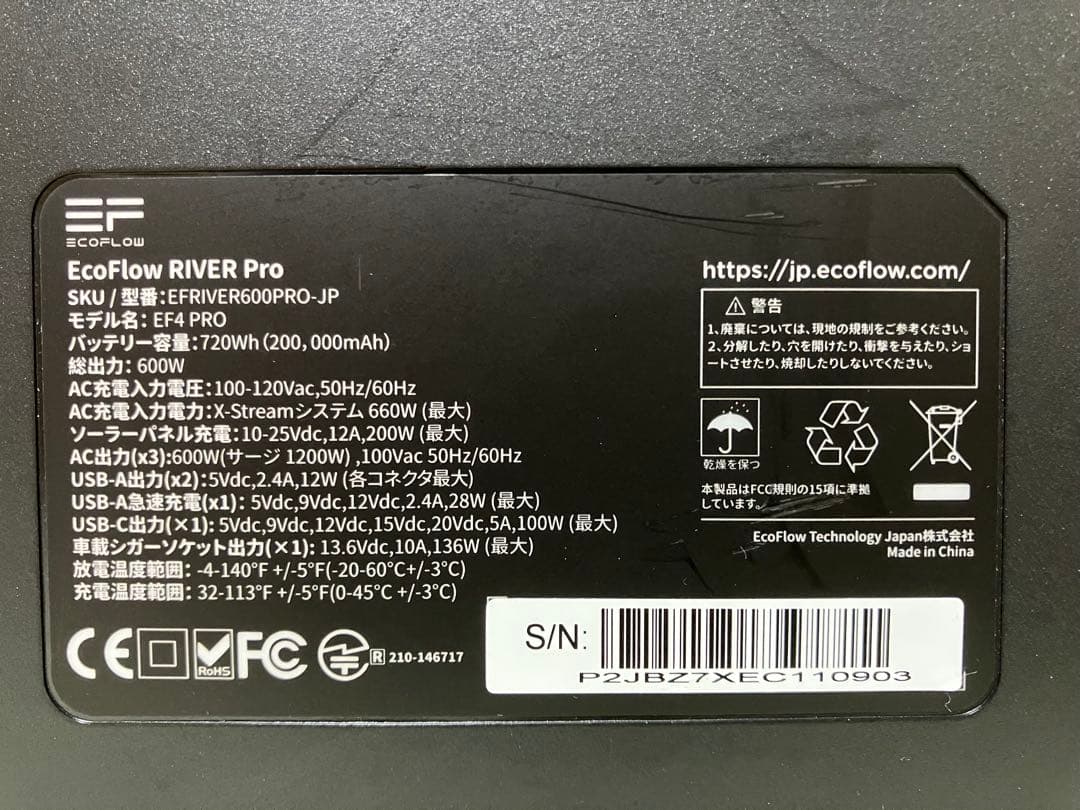 EF
ECOFLOW
EcoFlow RIVER Pro
SKU / 型番:EFRIVER600PRO-JP
モデル名: EF4 PRO
バッテリー容量:720Wh (200, 000mAh)
総出力: 600W
AC充電入力電圧:100-120Vac,50Hz/60Hz
AC充電入力電力:X-Streamシステム 660W (最大)
ソーラーパネル充電:10-25Vdc,12A,200W (最大)
AC出力(x3):600W(サージ 1200W) ,100Vac 50Hz/60Hz
USB-A出力(x2):5Vdc,2.4A,12W (各コネクタ最大)
USB-A急速充電(x1): 5Vdc,9Vdc,12Vdc,2.4A,28W (最大)
USB-C出力(×1): 5Vdc,9Vdc,12Vdc,15Vdc,20Vdc,5A,100W (最大)
車載シガーソケット出力(×1): 13.6Vdc,10A,136W (最大)
放電温度範囲: -4-140°F +/-5°F(-20-60°C+/-3°C)
充電温度範囲: 32-113°F +/-5°F(0-45°C +/-3°C)
CE RoHS FC R 210-146717
https://jp.ecoflow.com/
警告
1、廃棄については、現地の規制をご参考ください。
2、分解したり、穴を開けたり、衝撃を与えたり、ショ
ートさせたり、焼却したりしないでください。
乾燥を保つ
本製品はFCC規則の15項に準拠
しています。
EcoFlow Technology Japan株式会社
Made in China
S/N:
P2JBZ7XEC110903